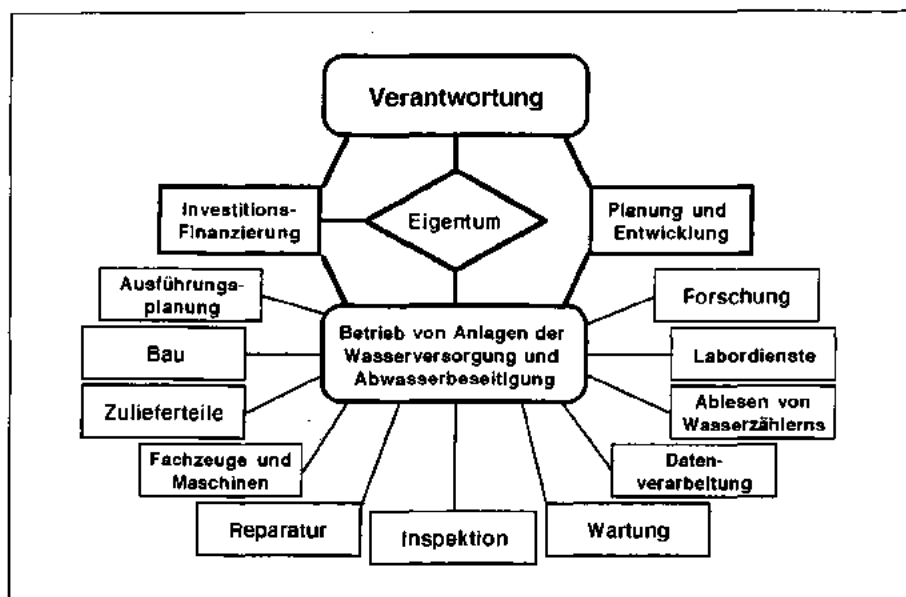 Verantwortung
Investitions-
Finanzierung
Eigentum
Planung und
Entwicklung
Ausführungs-
planung
Forschung
Betrieb von Anlagen der
Wasserversorgung und
Abwasserbeseitigung
Bau
Labordienste
Zulieferteile
Ablesen von
Wasserzählerns
Fachzeuge und
Maschinen
Daten-
verarbeitung
Reparatur
Inspektion
Wartung